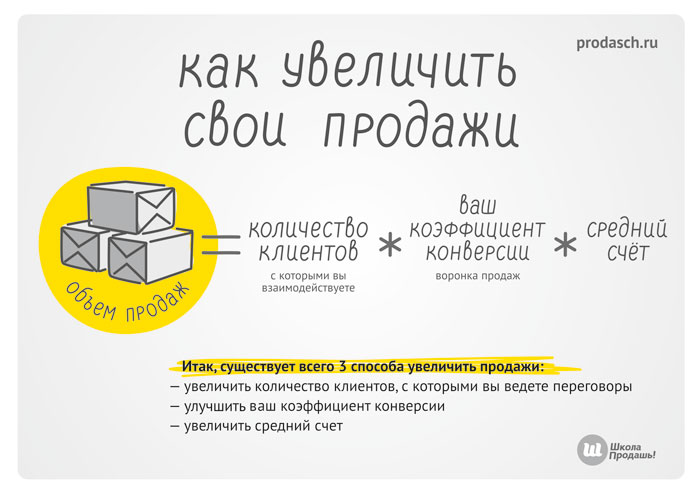 prodasch.ru
как увеличить
свои продажи
объем продаж
=
количество
клиентов
с которыми вы
взаимодействуете
*
ваш
коэффициент
конверсии
воронка продаж
*
средний
счёт
Итак, существует всего 3 способа увеличить продажи:
— увеличить количество клиентов, с которыми вы ведете переговоры
— улучшить ваш коэффициент конверсии
— увеличить средний счет
Ш
Школа
Продашь!